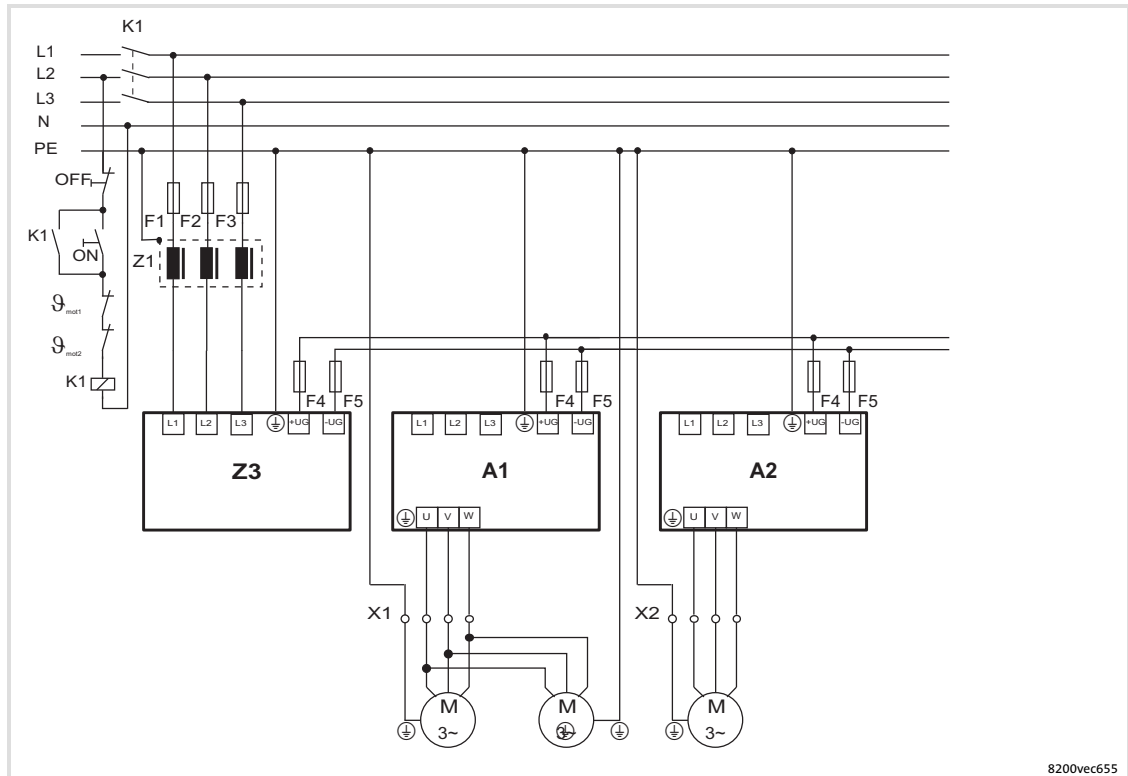 K1
L1
L2
L3
N
PE
OFF
F1 F2 F3
K1
ON
Z1
ϑ mot1
ϑ mot2
K1
F4 F5 F4 F5 F4 F5
L1 L2 L3 +UG -UG L1 L2 L3 +UG -UG L1 L2 L3 +UG -UG
Z3 A1 A2
U V W U V W
X1 X2
M M M
3~ 3~ 3~
8200vec655